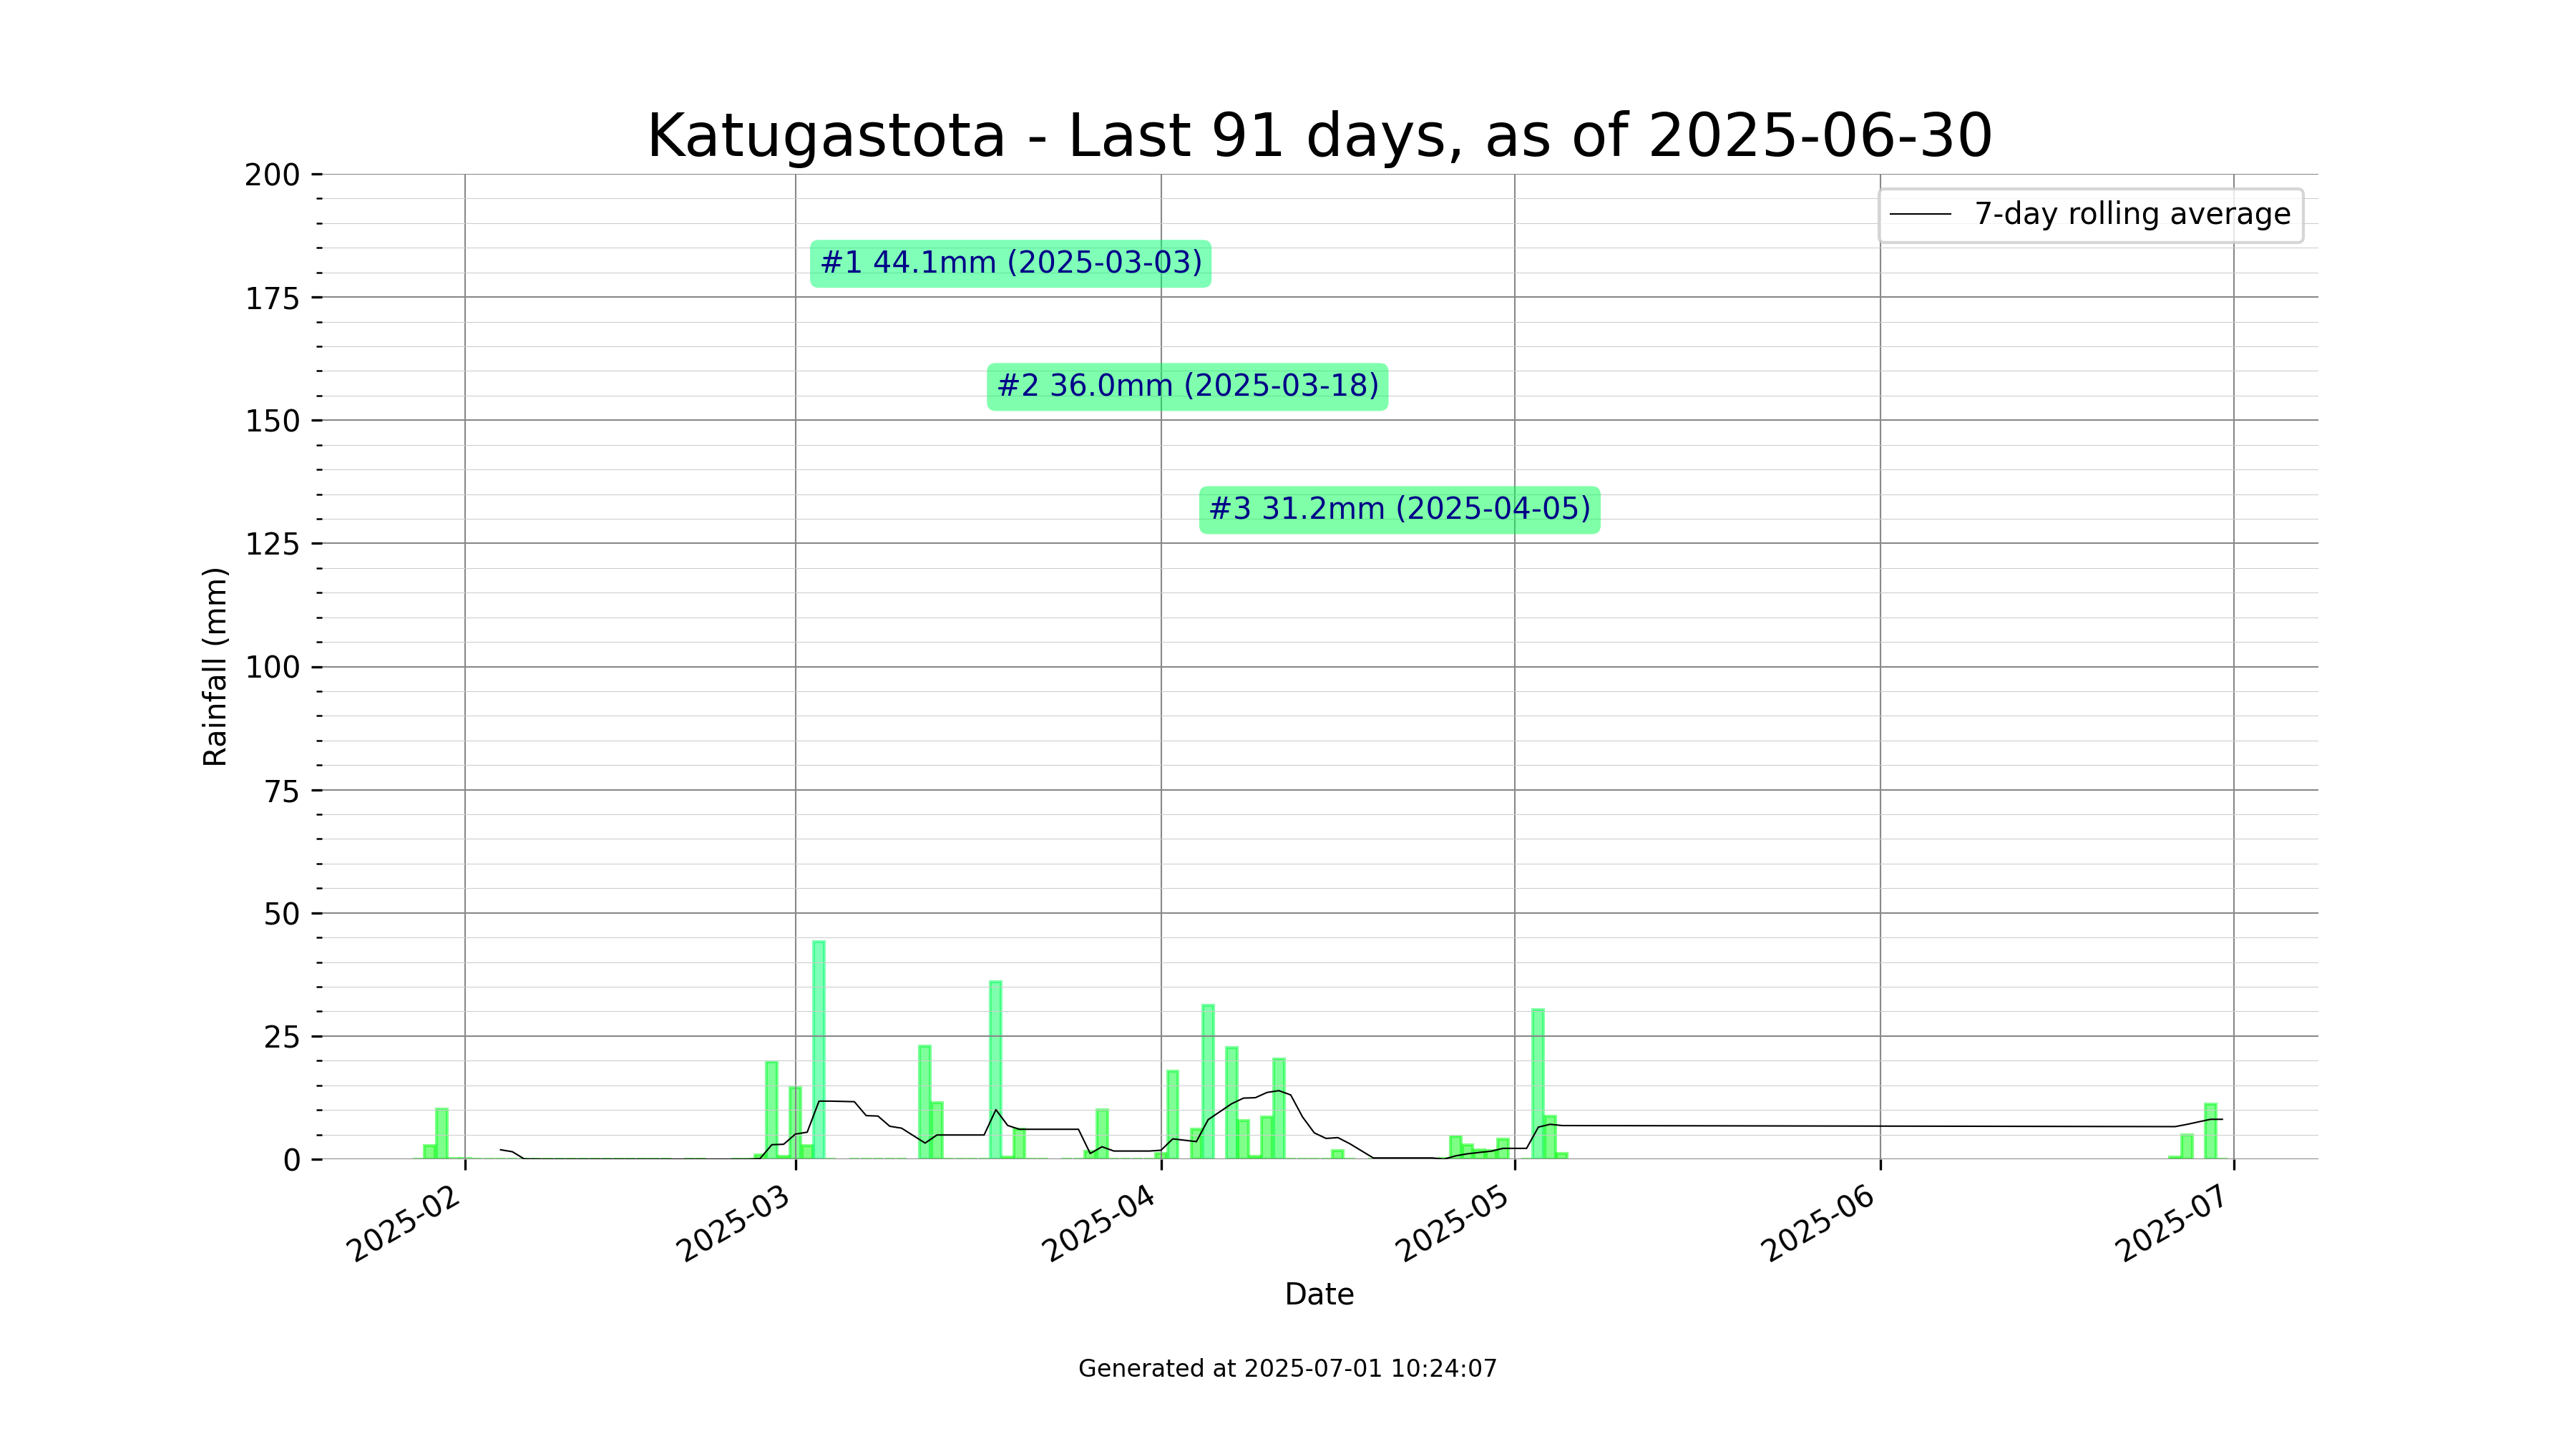 Katugastota - Last 91 days, as of 2025-06-30
7-day rolling average
#1 44.1mm (2025-03-03)
#2 36.0mm (2025-03-18)
#3 31.2mm (2025-04-05)
Rainfall (mm)
200
175
150
125
100
75
50
25
0
2025-02
2025-03
2025-04
2025-05
2025-06
2025-07
Date
Generated at 2025-07-01 10:24:07